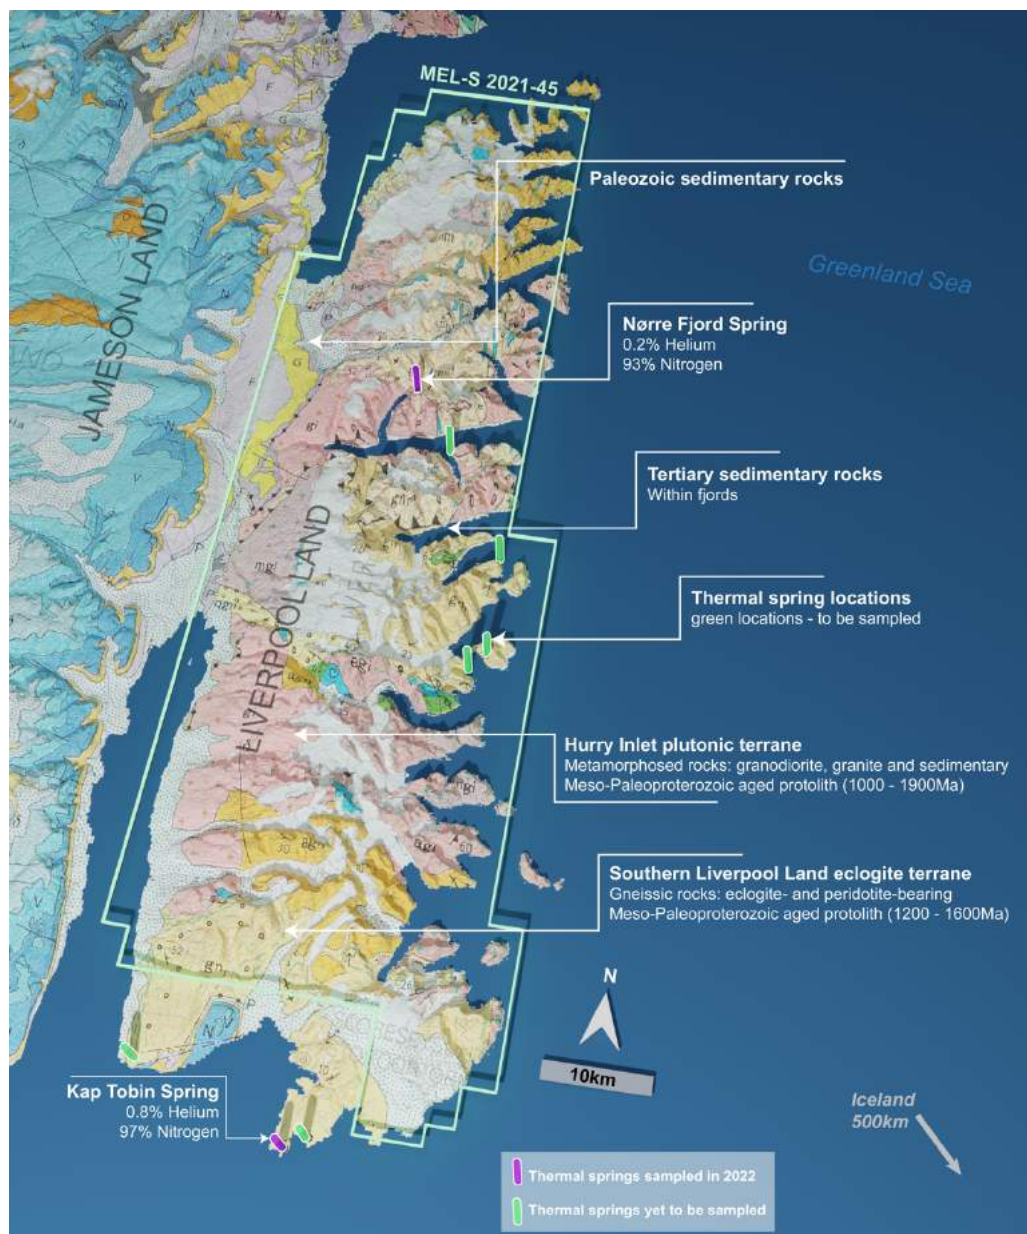 MEL-S 2021-45
Paleozoic sedimentary rocks
Greenland Sea
JAMESON LAND
Nørre Fjord Spring
0.2% Helium
93% Nitrogen
Tertiary sedimentary rocks
Within fjords
LIVERPOOL LAND
Thermal spring locations
green locations - to be sampled
Hurry Inlet plutonic terrane
Metamorphosed rocks: granodiorite, granite and sedimentary
Meso-Paleoproterozoic aged protolith (1000 - 1900Ma)
Southern Liverpool Land eclogite terrane
Gneissic rocks: eclogite- and peridotite-bearing
Meso-Paleoproterozoic aged protolith (1200 - 1600Ma)
N
10km
Kap Tobin Spring
0.8% Helium
97% Nitrogen
Iceland
500km
Thermal springs sampled in 2022
Thermal springs yet to be sampled